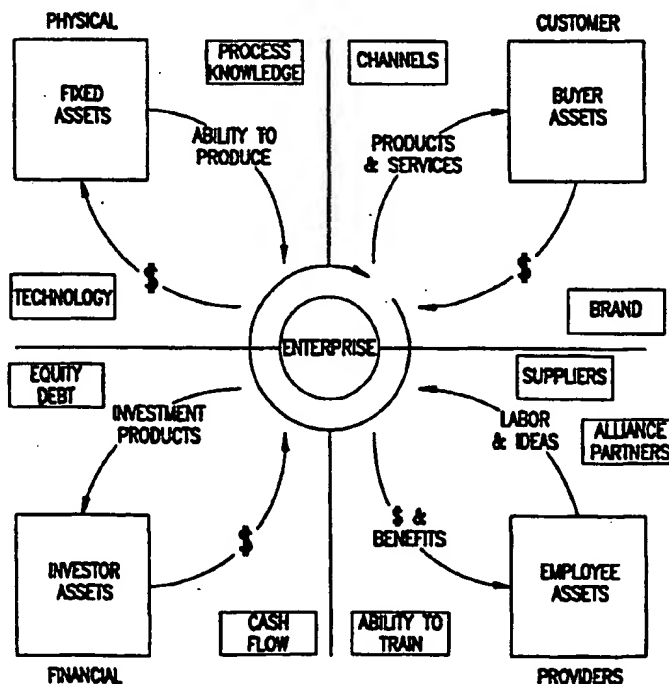 PHYSICAL
CUSTOMER
PROCESS
KNOWLEDGE
CHANNELS
FIXED
ASSETS
BUYER
ASSETS
ABILITY TO
PRODUCE
PRODUCTS
& SERVICES
$
$
TECHNOLOGY
BRAND
ENTERPRISE
EQUITY
DEBT
SUPPLIERS
INVESTMENT
PRODUCTS
LABOR
& IDEAS
ALLIANCE
PARTNERS
$
$ &
BENEFITS
INVESTOR
ASSETS
EMPLOYEE
ASSETS
CASH
FLOW
ABILITY TO
TRAIN
FINANCIAL
PROVIDERS